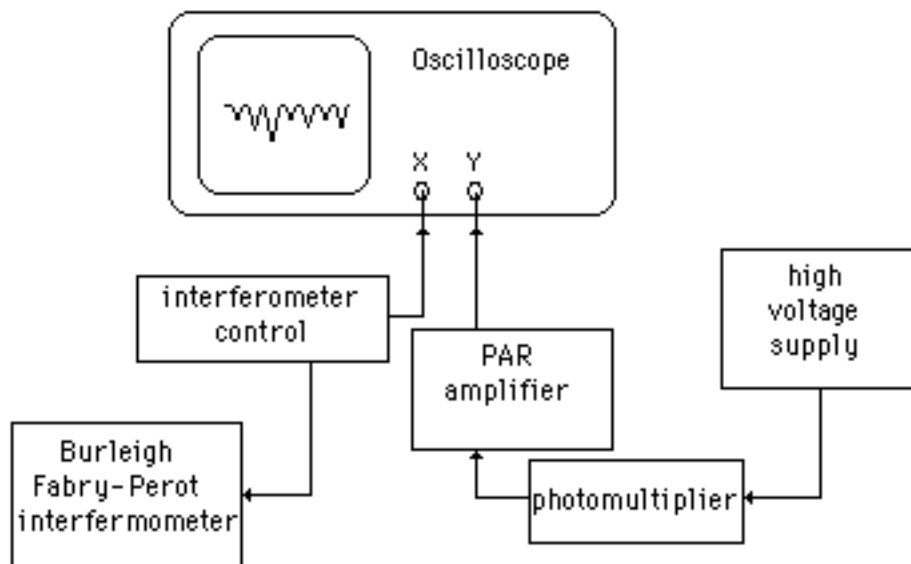 Oscilloscope
X Y
interferometer
control
high
voltage
supply
PAR
amplifier
Burleigh
Fabry-Perot
interfermometer
photomultiplier